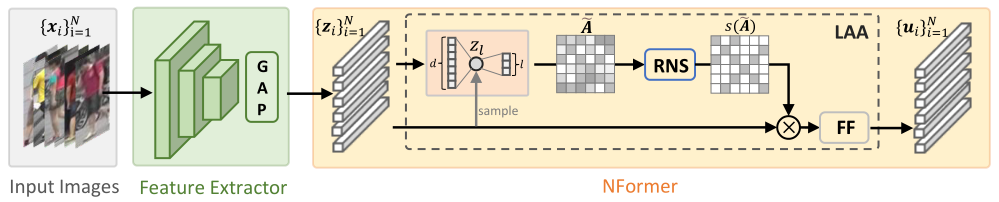 {x_i}_{i=1}^N
G
A
P
Input Images
Feature Extractor
{z_i}_{i=1}^N
d
z_l
l
sample
Ã
RNS
s(Ã)
LAA
FF
{u_i}_{i=1}^N
NFormer